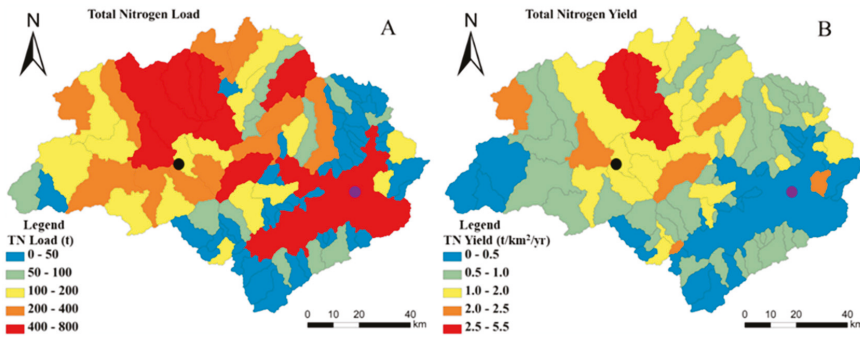 N
Total Nitrogen Load
A
Legend
TN Load (t)
0 - 50
50 - 100
100 - 200
200 - 400
400 - 800
0 10 20 40
km
N
Total Nitrogen Yield
B
Legend
TN Yield (t/km²/yr)
0 - 0.5
0.5 - 1.0
1.0 - 2.0
2.0 - 2.5
2.5 - 5.5
0 10 20 40
km